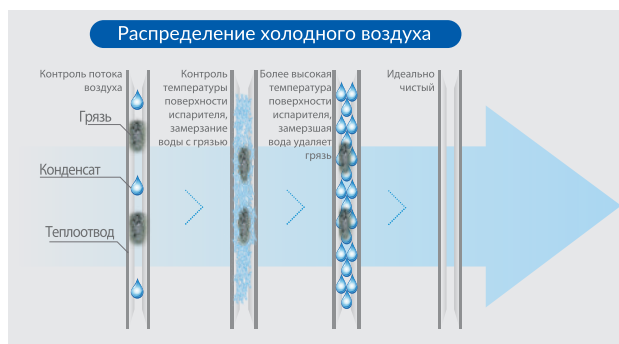 Распределение холодного воздуха
Контроль потока
воздуха
Грязь
Конденсат
Теплоотвод
Контроль
температуры
поверхности
испарителя,
замерзание
воды с грязью
Более высокая
температура
поверхности
испарителя,
замерзшая
вода удаляет
грязь
Идеально
чистый